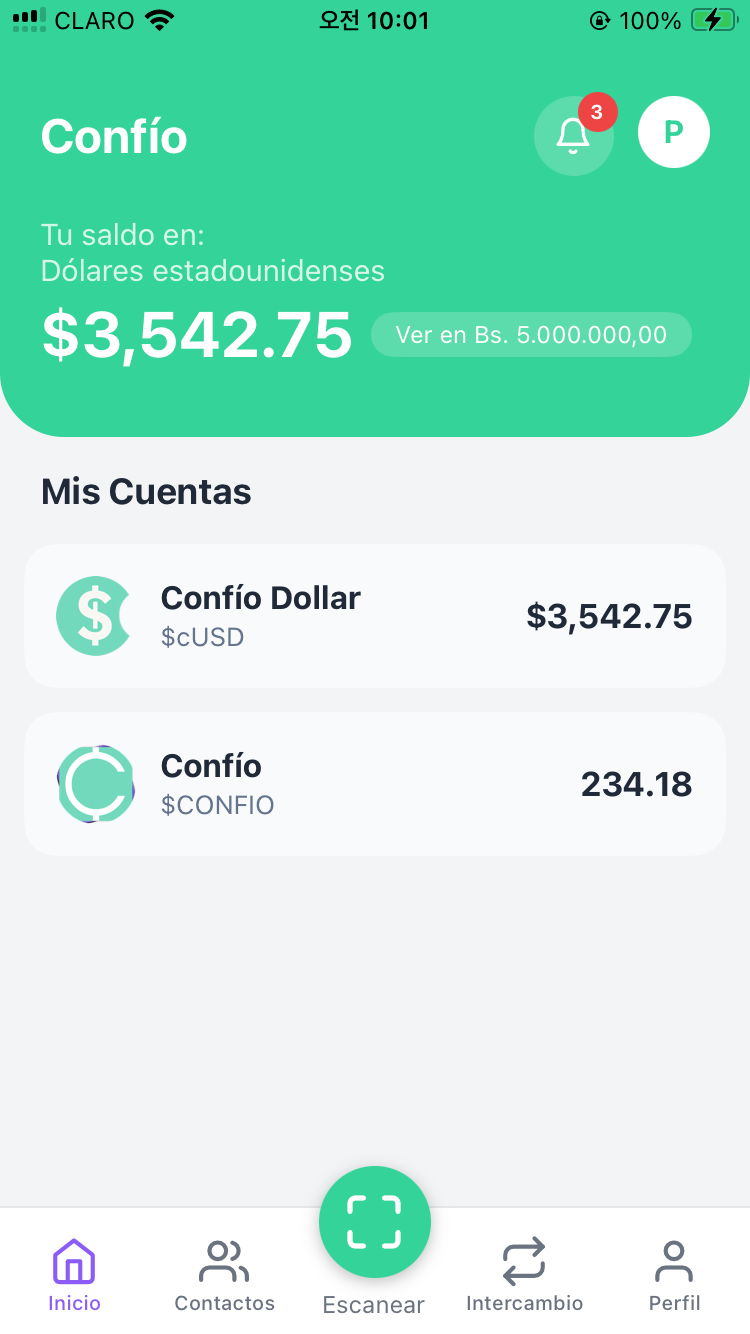 CLARO 오전 10:01 100%
Confío
3
P
Tu saldo en:
Dólares estadounidenses
$3,542.75 Ver en Bs. 5.000.000,00
Mis Cuentas
Confío Dollar
$cUSD
$3,542.75
Confío
$CONFIO
234.18
Inicio Contactos Escanear Intercambio Perfil